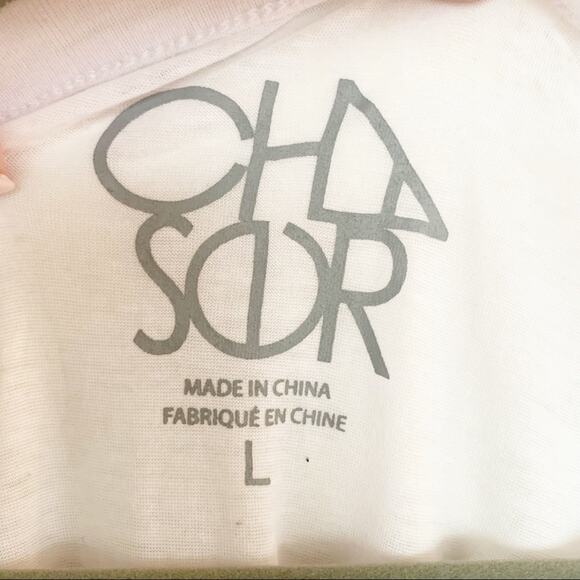 CHA
SER
MADE IN CHINA
FABRIQUÉ EN CHINE
L